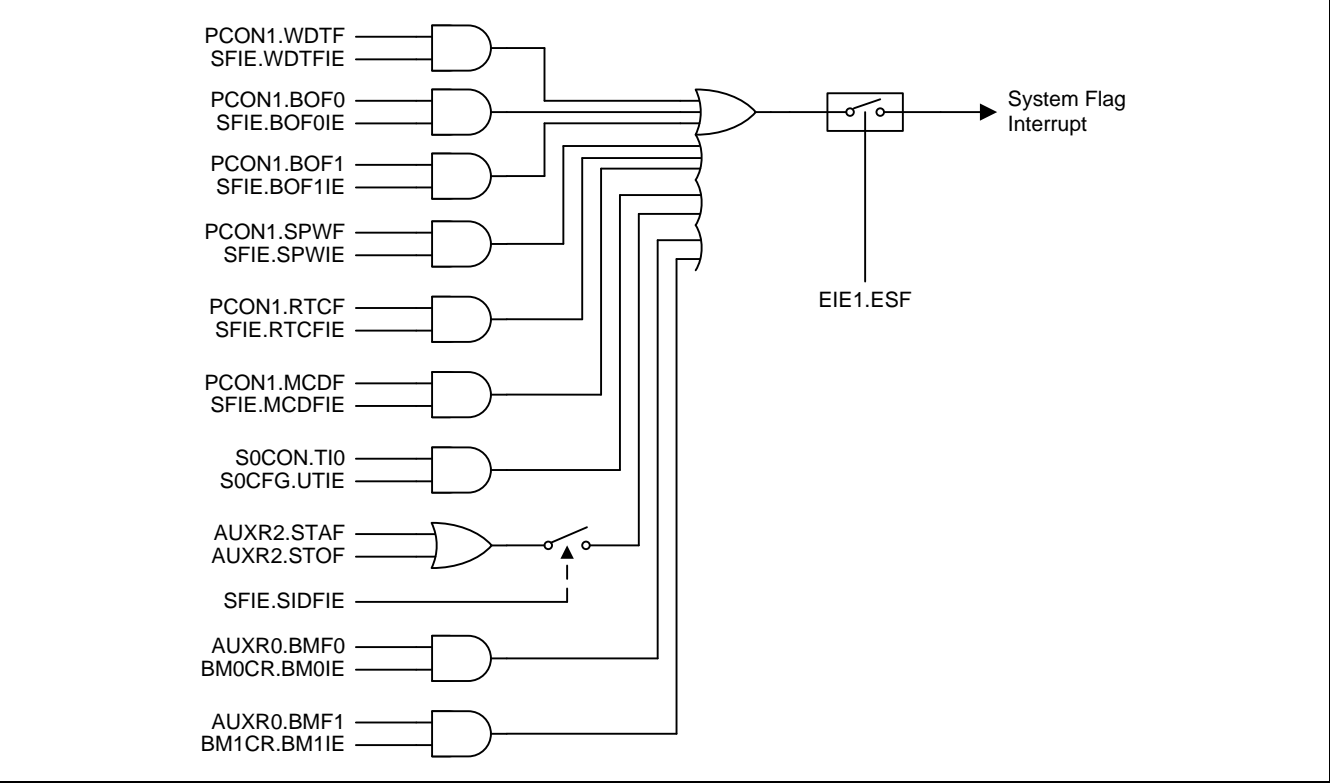 PCON1.WDTF
SFIE.WDTFIE
PCON1.BOF0
SFIE.BOF0IE
System Flag
Interrupt
PCON1.BOF1
SFIE.BOF1IE
PCON1.SPWF
SFIE.SPWIE
EIE1.ESF
PCON1.RTCF
SFIE.RTCFIE
PCON1.MCDF
SFIE.MCDFIE
S0CON.TI0
S0CFG.UTIE
AUXR2.STAF
AUXR2.STOF
SFIE.SIDFIE
AUXR0.BMF0
BM0CR.BM0IE
AUXR0.BMF1
BM1CR.BM1IE